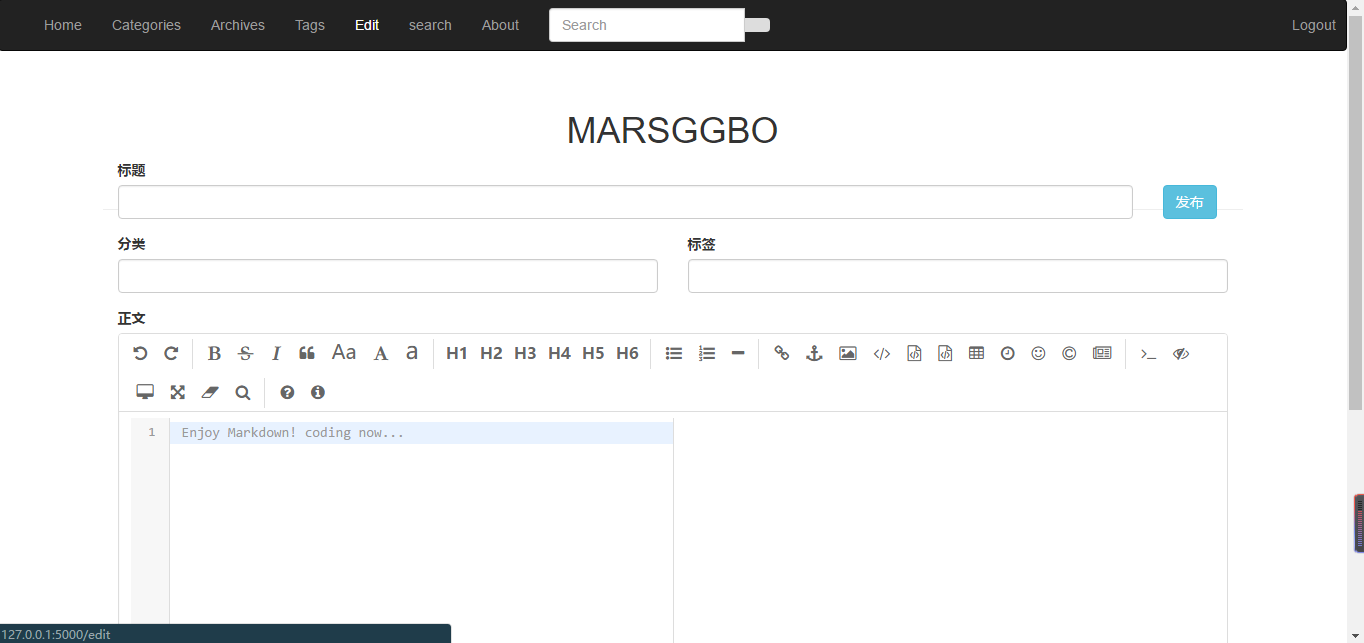 Home Categories Archives Tags Edit search About Search Logout
MARSGGBO
标题
发布
分类 标签
正文
B S I Aa A a H1 H2 H3 H4 H5 H6
1 Enjoy Markdown! coding now...
127.0.0.1:5000/edit